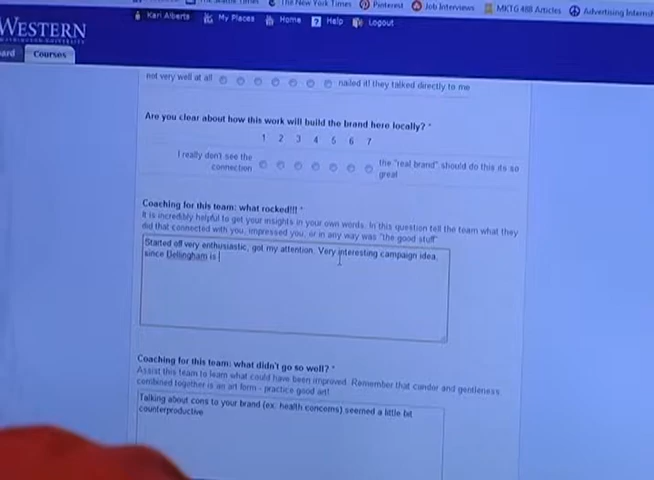 The New York Times Pinterest Job Interviews MKTG 488 Articles Advertising Internst
WESTERN Kari Alberts My Places Home Help Logout
WASHINGTON UNIVERSITY
ard Courses
not very well at all nailed it! they talked directly to me
Are you clear about how this work will build the brand here locally? *
1 2 3 4 5 6 7
I really don't see the connection the "real brand" should do this its so great
Coaching for this team: what rocked!!! *
It is incredibly helpful to get your insights in your own words. In this question tell the team what they
did that connected with you, impressed you, or in any way was "the good stuff"
Started off very enthusiastic, got my attention. Very interesting campaign idea,
since Bellingham is
Coaching for this team: what didn't go so well? *
Assist this team to learn what could have been improved. Remember that candor and gentleness
combined together is an art form - practice good art!
Talking about cons to your brand (ex: health concerns) seemed a little bit
counterproductive